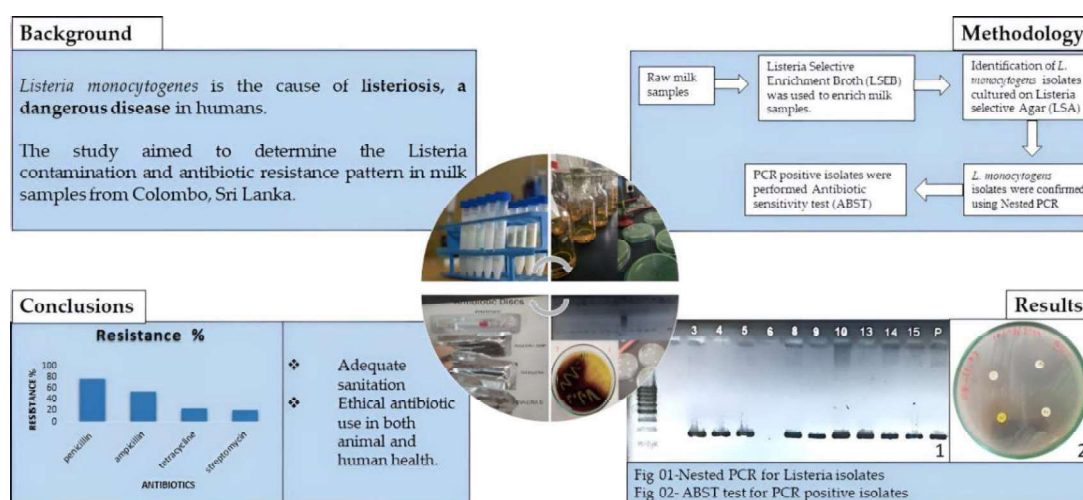 Background
Listeria monocytogenes is the cause of listeriosis, a
dangerous disease in humans.
The study aimed to determine the Listeria
contamination and antibiotic resistance pattern in milk
samples from Colombo, Sri Lanka.
Methodology
Raw milk
samples
Listeria Selective
Enrichment Broth (LSEB)
was used to enrich milk
samples.
Identification of L.
monocytogens isolates
cultured on Listeria
selective Agar (LSA)
L. monocytogens
isolates were confirmed
using Nested PCR
PCR positive isolates were
performed Antibiotic
sensitivity test (ABST)
Conclusions
Resistance %
RESISTANCE %
100
80
60
40
20
0
penicillin
ampicillin
tetracycline
streptomycin
ANTIBIOTICS
❖ Adequate
sanitation
❖ Ethical antibiotic
use in both
animal and
human health.
Discs
Results
3 4 5 6 8 9 10 13 14 15 P
1
2
Fig 01-Nested PCR for Listeria isolates
Fig 02- ABST test for PCR positive isolates